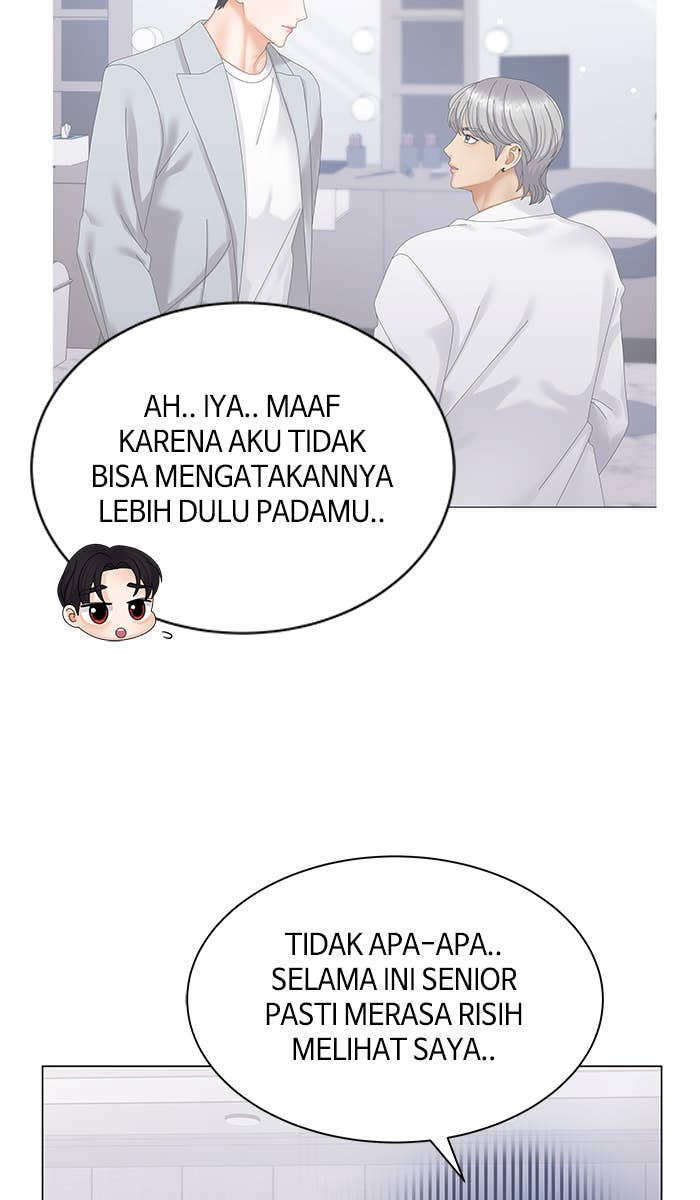 AH.. IYA.. MAAF
KARENA AKU TIDAK
BISA MENGATAKANNYA
LEBIH DULU PADAMU..
TIDAK APA-APA..
SELAMA INI SENIOR
PASTI MERASA RISIH
MELIHAT SAYA..